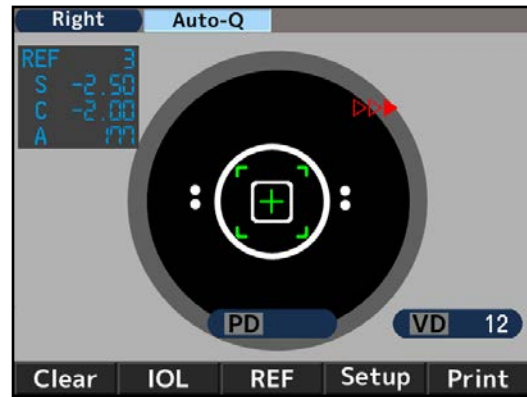 Right Auto-Q
REF 3
S -2.50
C -2.00
A 177
PD
VD 12
Clear IOL REF Setup Print